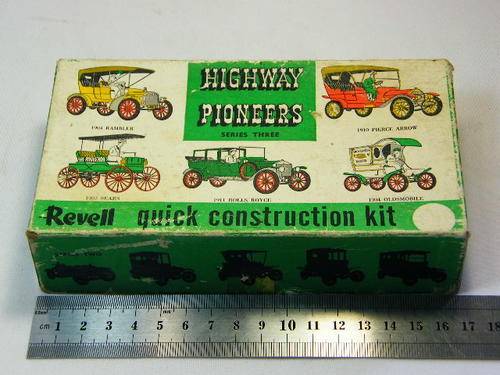 HIGHWAY
PIONEERS
SERIES THREE
1904 RAMBLER
1910 PIERCE ARROW
1911 ROLLS ROYCE
1904 OLDSMOBILE
Revell quick construction kit
cm 1 2 3 4 5 6 7 8 9 10 11 12 13 14 15 16 17 18